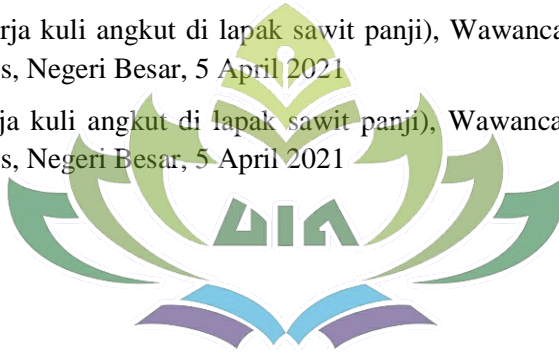 rja kuli angkut di lapak sawit panji), Wawanca
s, Negeri Besar, 5 April 2021
ja kuli angkut di lapak sawit panji), Wawanca
s, Negeri Besar, 5 April 2021
UIN